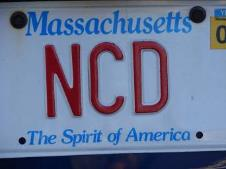 Massachusetts
NCD
The Spirit of America